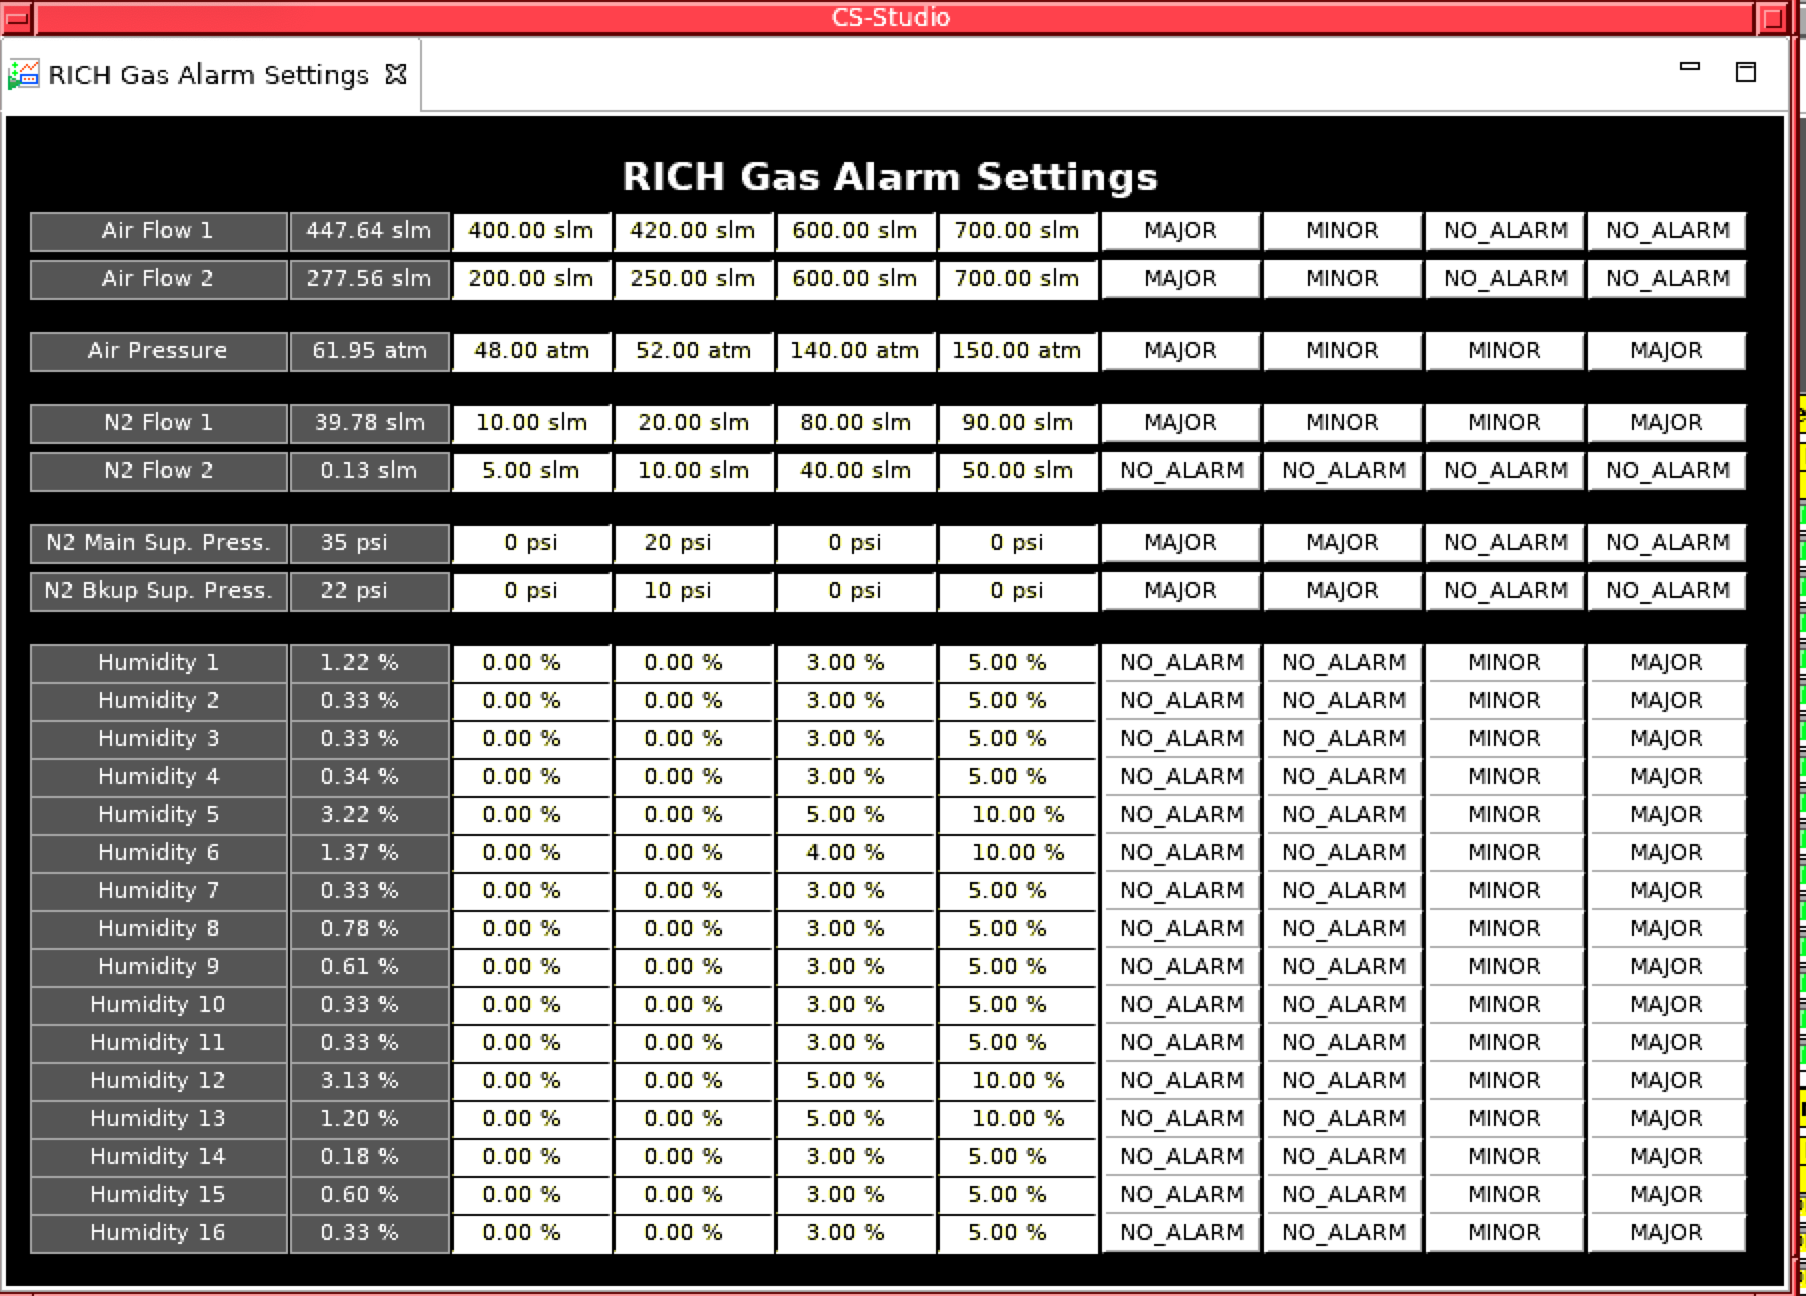 CS-Studio
RICH Gas Alarm Settings
RICH Gas Alarm Settings
Air Flow 1 447.64 slm 400.00 slm 420.00 slm 600.00 slm 700.00 slm MAJOR MINOR NO_ALARM NO_ALARM
Air Flow 2 277.56 slm 200.00 slm 250.00 slm 600.00 slm 700.00 slm MAJOR MINOR NO_ALARM NO_ALARM
Air Pressure 61.95 atm 48.00 atm 52.00 atm 140.00 atm 150.00 atm MAJOR MINOR MINOR MAJOR
N2 Flow 1 39.78 slm 10.00 slm 20.00 slm 80.00 slm 90.00 slm MAJOR MINOR MINOR MAJOR
N2 Flow 2 0.13 slm 5.00 slm 10.00 slm 40.00 slm 50.00 slm NO_ALARM NO_ALARM NO_ALARM NO_ALARM
N2 Main Sup. Press. 35 psi 0 psi 20 psi 0 psi 0 psi MAJOR MAJOR NO_ALARM NO_ALARM
N2 Bkup Sup. Press. 22 psi 0 psi 10 psi 0 psi 0 psi MAJOR MAJOR NO_ALARM NO_ALARM
Humidity 1 1.22 % 0.00 % 0.00 % 3.00 % 5.00 % NO_ALARM NO_ALARM MINOR MAJOR
Humidity 2 0.33 % 0.00 % 0.00 % 3.00 % 5.00 % NO_ALARM NO_ALARM MINOR MAJOR
Humidity 3 0.33 % 0.00 % 0.00 % 3.00 % 5.00 % NO_ALARM NO_ALARM MINOR MAJOR
Humidity 4 0.34 % 0.00 % 0.00 % 3.00 % 5.00 % NO_ALARM NO_ALARM MINOR MAJOR
Humidity 5 3.22 % 0.00 % 0.00 % 5.00 % 10.00 % NO_ALARM NO_ALARM MINOR MAJOR
Humidity 6 1.37 % 0.00 % 0.00 % 4.00 % 10.00 % NO_ALARM NO_ALARM MINOR MAJOR
Humidity 7 0.33 % 0.00 % 0.00 % 3.00 % 5.00 % NO_ALARM NO_ALARM MINOR MAJOR
Humidity 8 0.78 % 0.00 % 0.00 % 3.00 % 5.00 % NO_ALARM NO_ALARM MINOR MAJOR
Humidity 9 0.61 % 0.00 % 0.00 % 3.00 % 5.00 % NO_ALARM NO_ALARM MINOR MAJOR
Humidity 10 0.33 % 0.00 % 0.00 % 3.00 % 5.00 % NO_ALARM NO_ALARM MINOR MAJOR
Humidity 11 0.33 % 0.00 % 0.00 % 3.00 % 5.00 % NO_ALARM NO_ALARM MINOR MAJOR
Humidity 12 3.13 % 0.00 % 0.00 % 5.00 % 10.00 % NO_ALARM NO_ALARM MINOR MAJOR
Humidity 13 1.20 % 0.00 % 0.00 % 5.00 % 10.00 % NO_ALARM NO_ALARM MINOR MAJOR
Humidity 14 0.18 % 0.00 % 0.00 % 3.00 % 5.00 % NO_ALARM NO_ALARM MINOR MAJOR
Humidity 15 0.60 % 0.00 % 0.00 % 3.00 % 5.00 % NO_ALARM NO_ALARM MINOR MAJOR
Humidity 16 0.33 % 0.00 % 0.00 % 3.00 % 5.00 % NO_ALARM NO_ALARM MINOR MAJOR